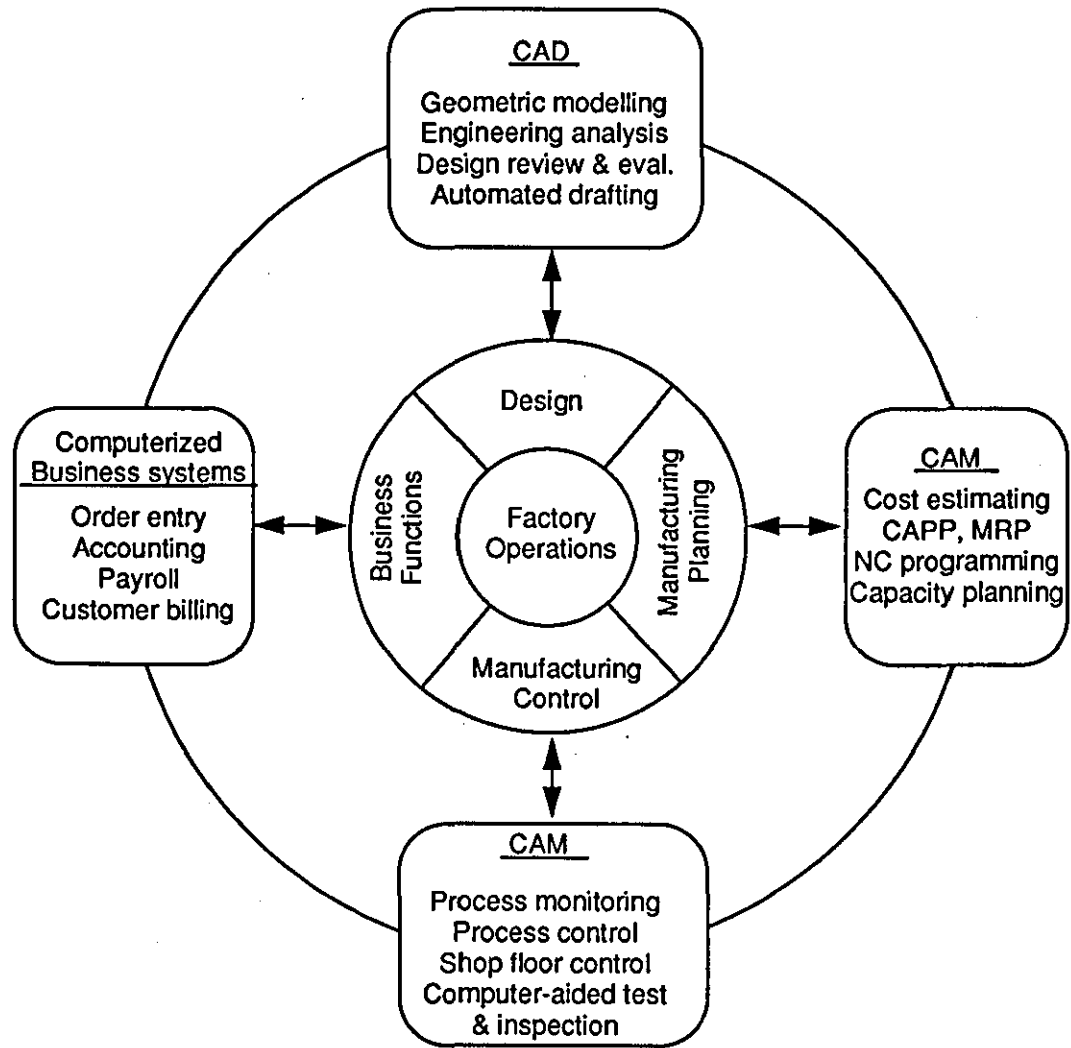 CAD
Geometric modelling
Engineering analysis
Design review & eval.
Automated drafting
Computerized
Business systems
Order entry
Accounting
Payroll
Customer billing
Design
Business
Functions
Factory
Operations
Manufacturing
Planning
Manufacturing
Control
CAM
Cost estimating
CAPP, MRP
NC programming
Capacity planning
CAM
Process monitoring
Process control
Shop floor control
Computer-aided test
& inspection